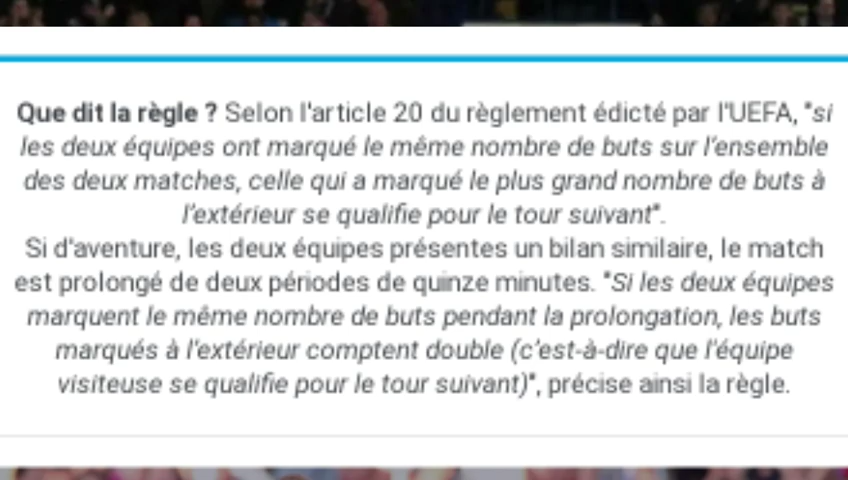 Que dit la règle ? Selon l'article 20 du règlement édicté par l'UEFA, "si
les deux équipes ont marqué le même nombre de buts sur l'ensemble
des deux matches, celle qui a marqué le plus grand nombre de buts à
l'extérieur se qualifie pour le tour suivant".
Si d'aventure, les deux équipes présentes un bilan similaire, le match
est prolongé de deux périodes de quinze minutes. "Si les deux équipes
marquent le même nombre de buts pendant la prolongation, les buts
marqués à l'extérieur comptent double (c'est-à-dire que l'équipe
visiteuse se qualifie pour le tour suivant)", précise ainsi la règle.